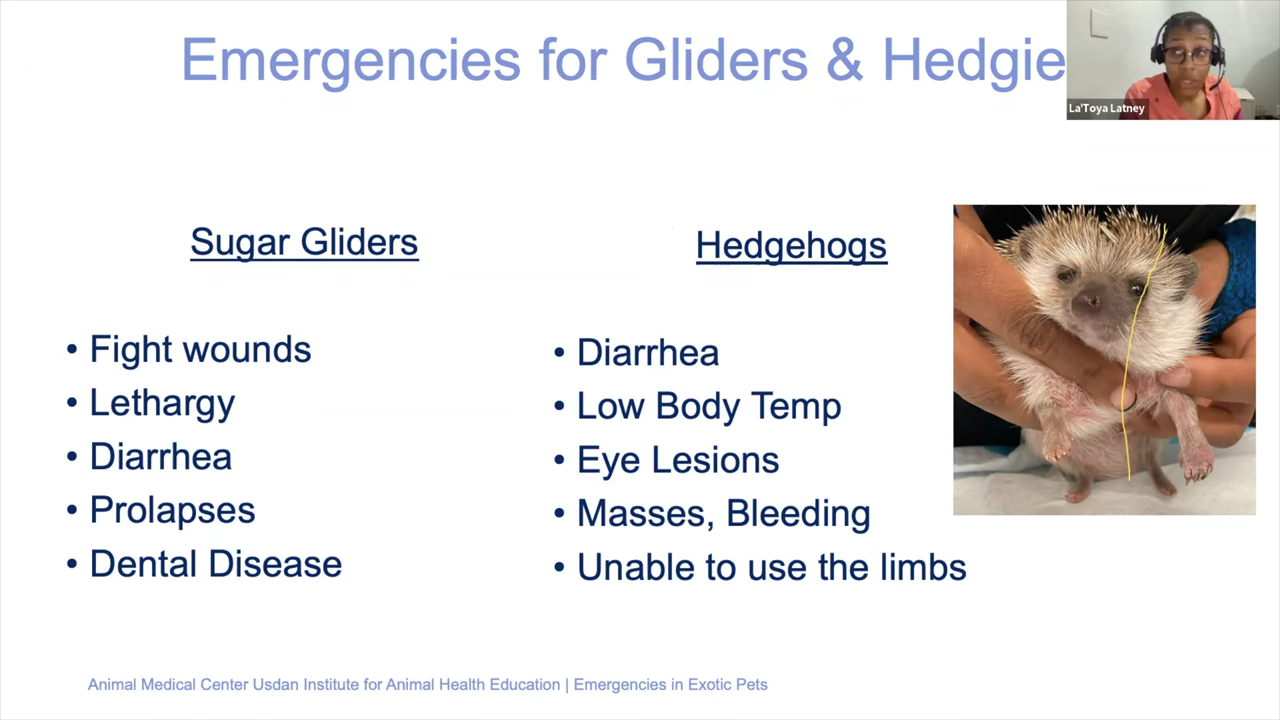 Emergencies for Gliders & Hedgie
La'Toya Latney
Sugar Gliders
• Fight wounds
• Lethargy
• Diarrhea
• Prolapses
• Dental Disease
Hedgehogs
• Diarrhea
• Low Body Temp
• Eye Lesions
• Masses, Bleeding
• Unable to use the limbs
Animal Medical Center Usdan Institute for Animal Health Education | Emergencies in Exotic Pets